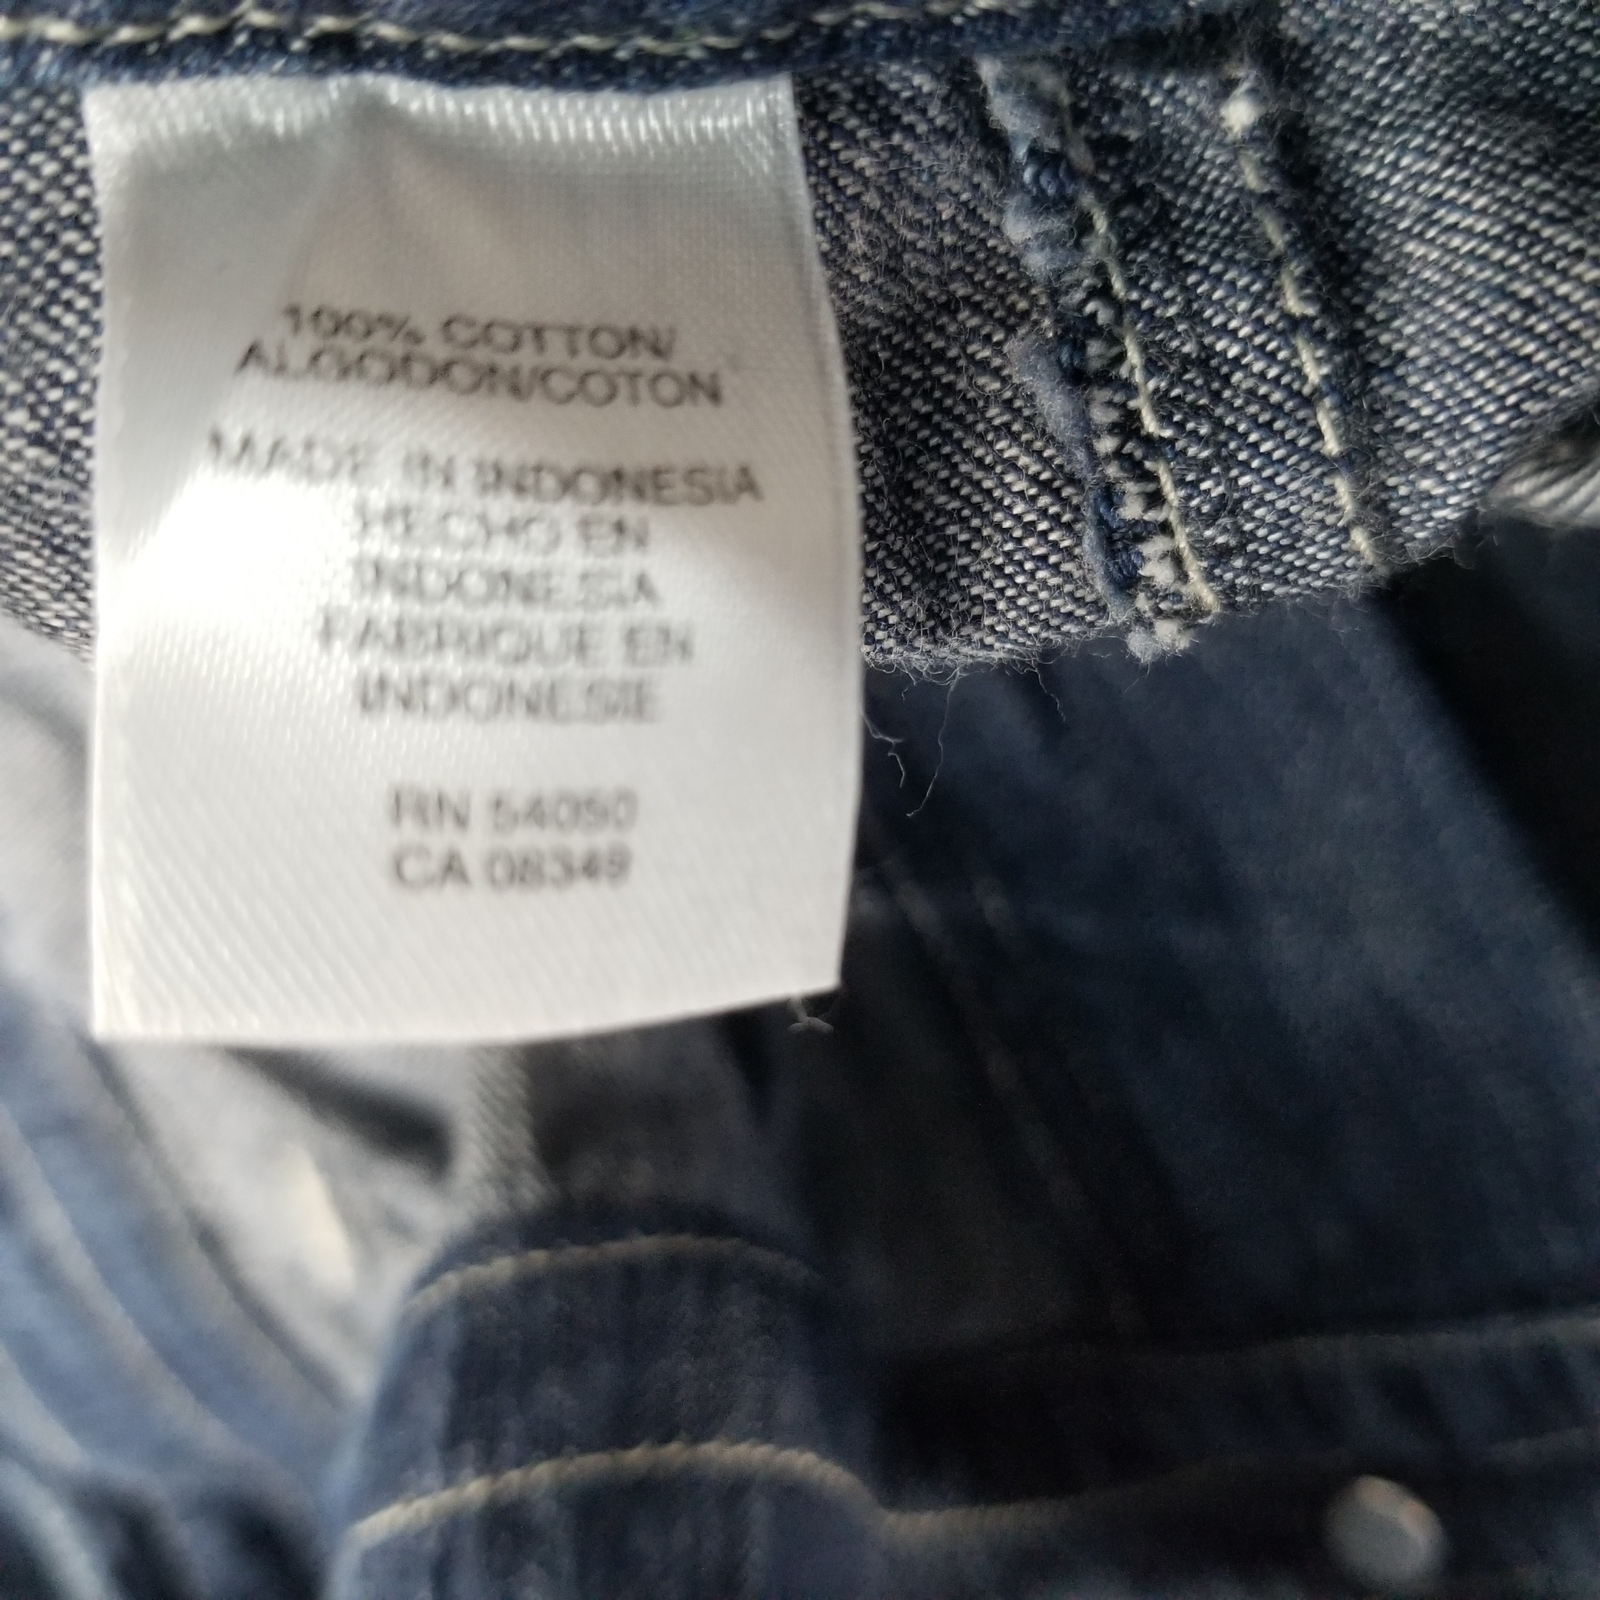 100% COTTON/
ALGODON/COTON
MADE IN INDONESIA
HECHO EN
INDONESIA
FABRIQUE EN
INDONESIE
RN 54050
CA 08349